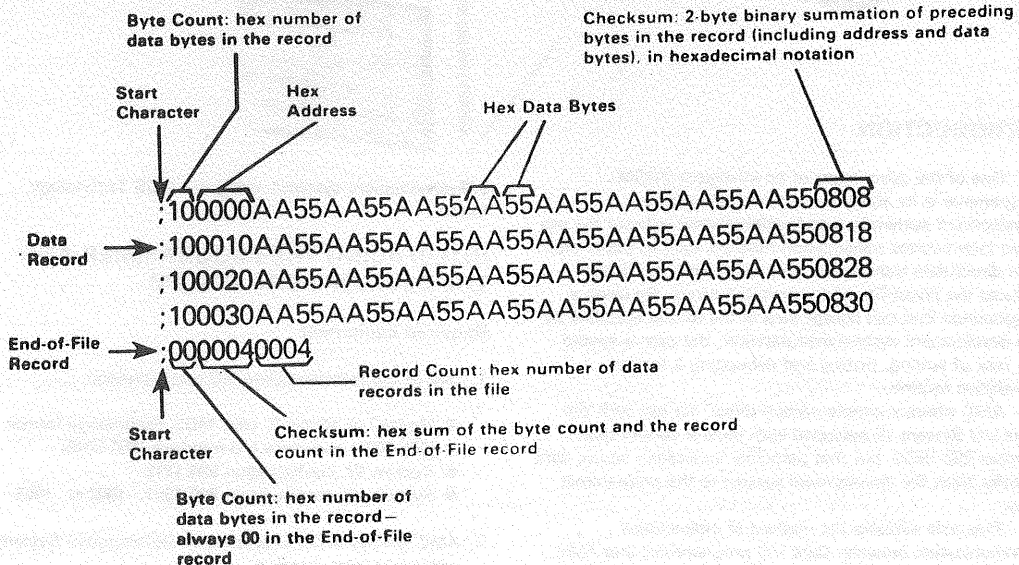 Byte Count: hex number of
data bytes in the record
Checksum: 2-byte binary summation of preceding
bytes in the record (including address and data
bytes), in hexadecimal notation
Start
Character
Hex
Address
Hex Data Bytes
;100000AA55AA55AA55AA55AA55AA55AA55AA550808
Data
Record
;100010AA55AA55AA55AA55AA55AA55AA55AA550818
;100020AA55AA55AA55AA55AA55AA55AA55AA550828
;100030AA55AA55AA55AA55AA55AA55AA55AA550830
End-of-File
Record
;0000040004
Record Count: hex number of data
records in the file
Start
Character
Checksum: hex sum of the byte count and the record
count in the End-of-File record
Byte Count: hex number of
data bytes in the record—
always 00 in the End-of-File
record